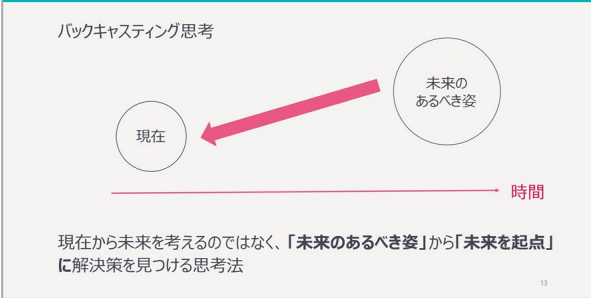 バックキャスティング思考
未来の
あるべき姿
現在
時間
現在から未来を考えるのではなく、「未来のあるべき姿」から「未来を起点」
に解決策を見つける思考法
13